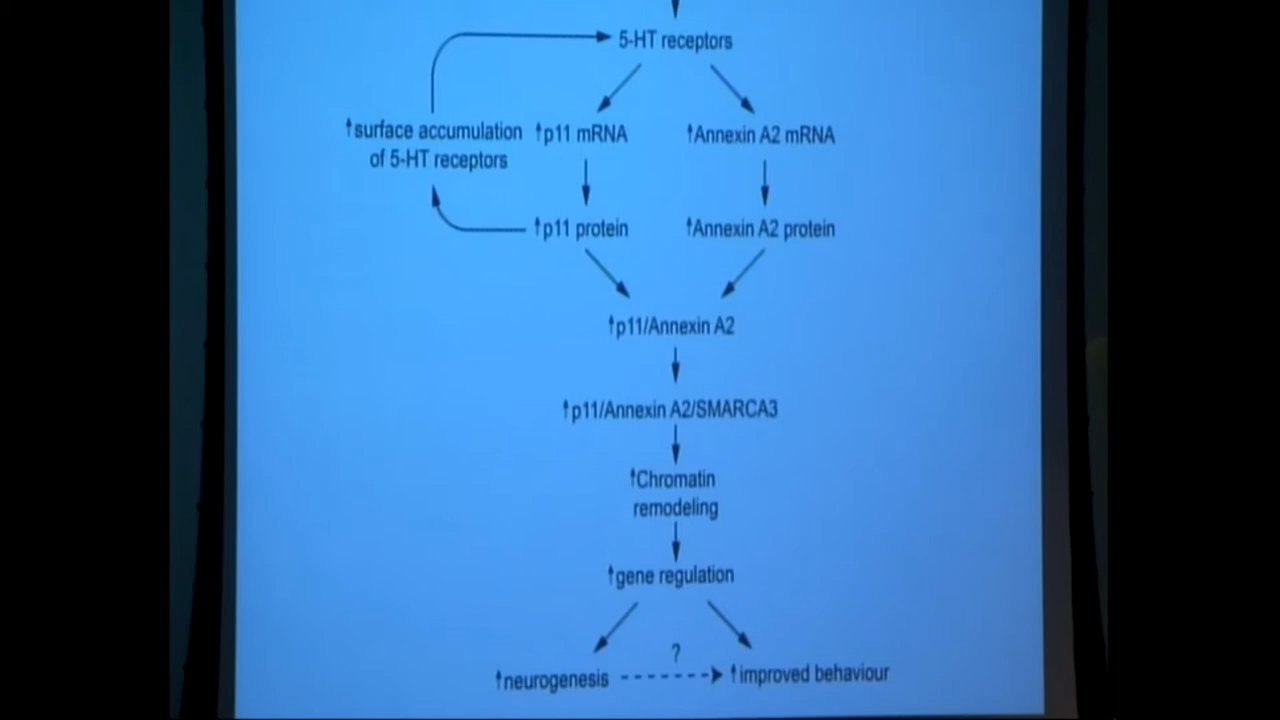 5-HT receptors
↑surface accumulation
of 5-HT receptors
↑p11 mRNA
↑Annexin A2 mRNA
↑p11 protein
↑Annexin A2 protein
↑p11/Annexin A2
↑p11/Annexin A2/SMARCA3
↑Chromatin
remodeling
↑gene regulation
?
↑neurogenesis
↑improved behaviour